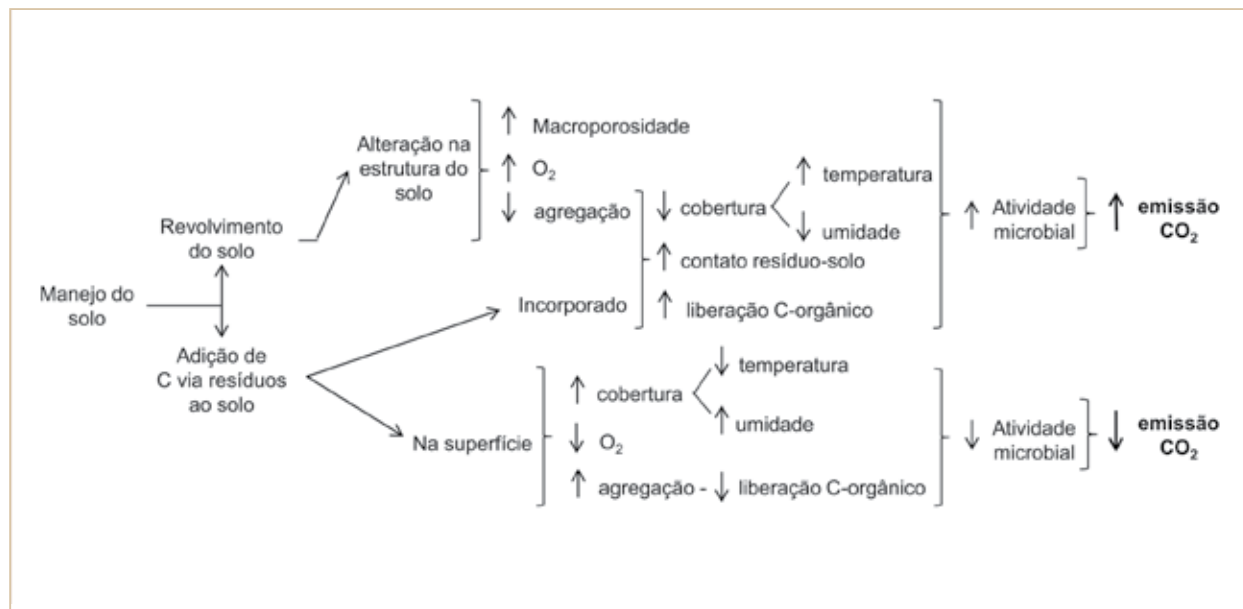 Manejo do
solo
Revolvimento
do solo
Alteração na
estrutura do
solo
↑ Macroporosidade
↑ O₂
↓ agregação
Adição de
C via resíduos
ao solo
Incorporado
↓ cobertura
↑ temperatura
↓ umidade
↑ contato resíduo-solo
↑ liberação C-orgânico
↑ Atividade
microbial
↑ emissão
CO₂
Na superfície
↑ cobertura
↓ temperatura
↑ umidade
↓ O₂
↑ agregação - ↓ liberação C-orgânico
↓ Atividade
microbial
↓ emissão
CO₂